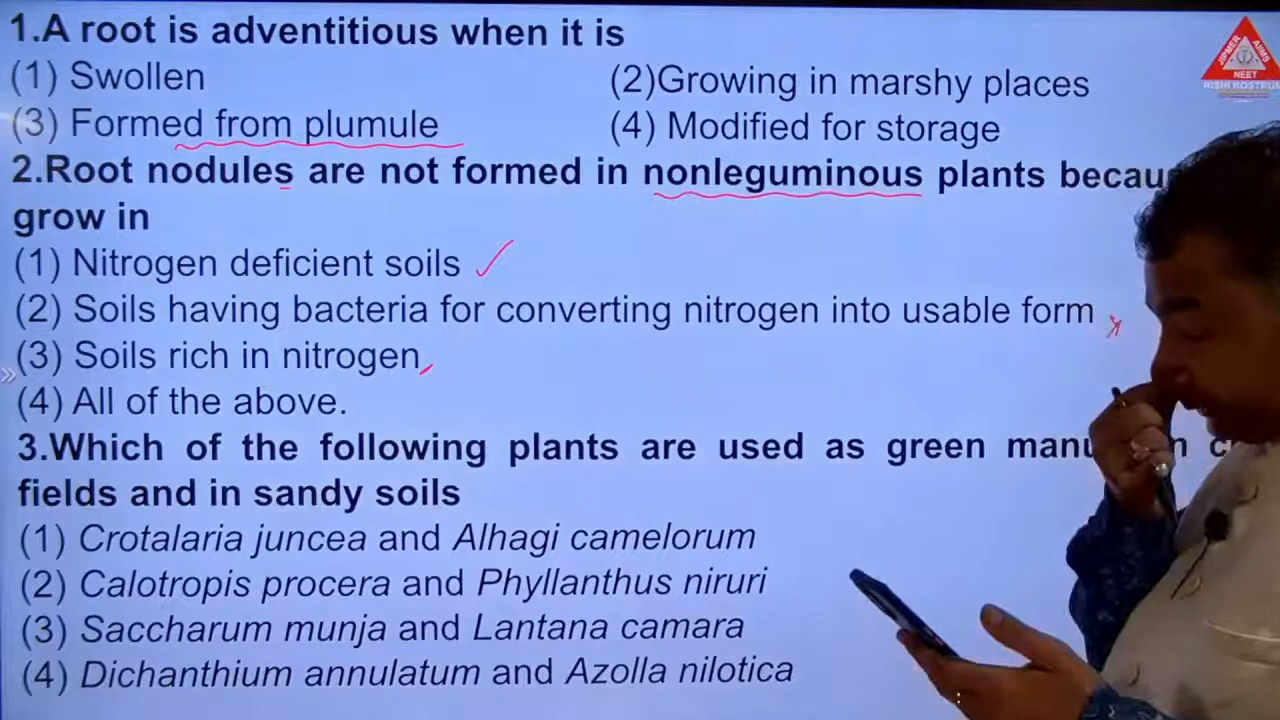 1.A root is adventitious when it is
(1) Swollen (2)Growing in marshy places
(3) Formed from plumule (4) Modified for storage
2.Root nodules are not formed in nonleguminous plants
grow in
(1) Nitrogen deficient soils
(2) Soils having bacteria for converting nitrogen into usable form
(3) Soils rich in nitrogen
(4) All of the above.
3.Which of the following plants are used as green
fields and in sandy soils
(1) Crotalaria juncea and Alhagi camelorum
(2) Calotropis procera and Phyllanthus niruri
(3) Saccharum munja and Lantana camara
(4) Dichanthium annulatum and Azolla nilotica
JIPMER
AIIMS
NEET
RISHI ROSTRUM